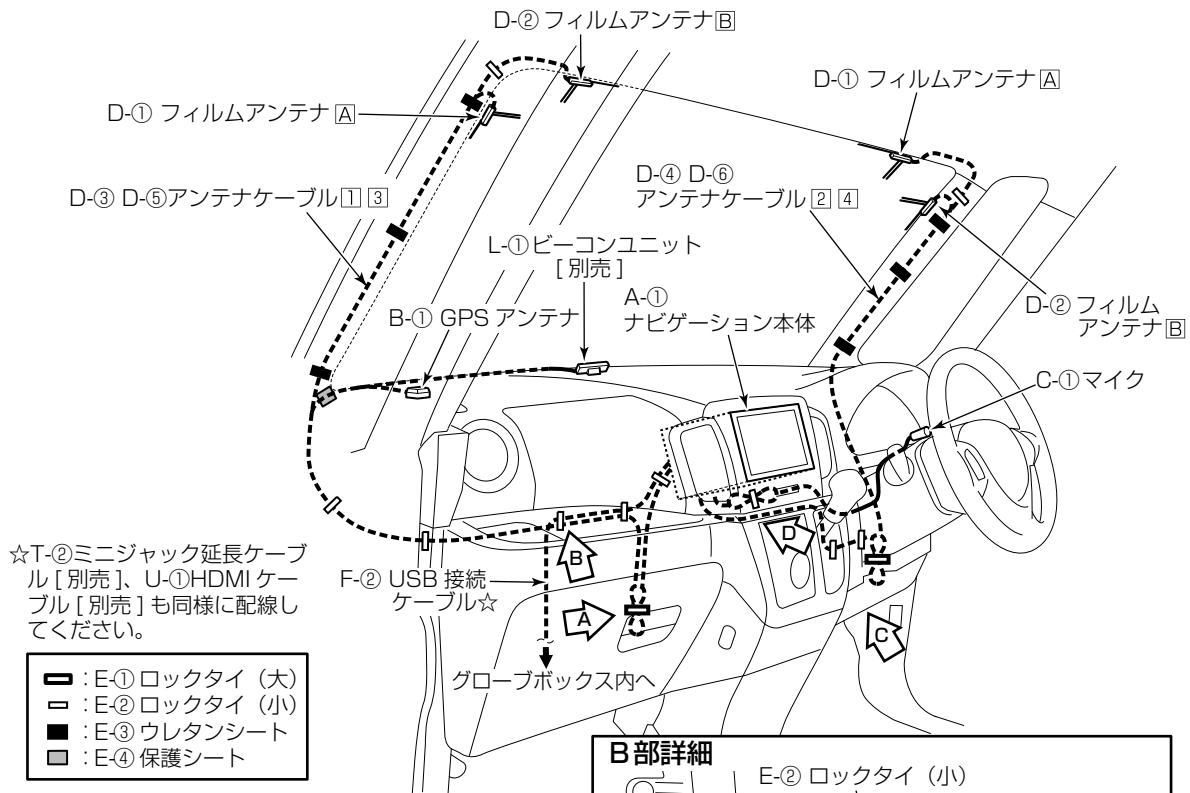 D-② フィルムアンテナB
D-① フィルムアンテナA
D-① フィルムアンテナA
D-③ D-⑤アンテナケーブル1 3
D-④ D-⑥
アンテナケーブル2 4
L-①ビーコンユニット
[ 別売 ]
B-① GPS アンテナ
A-①
ナビゲーション本体
D-② フィルム
アンテナB
C-①マイク
☆T-②ミニジャック延長ケーブ
ル [ 別売 ]、U-①HDMI ケー
ブル [ 別売 ] も同様に配線し
てください。
F-② USB 接続
ケーブル☆
B
A
D
C
グローブボックス内へ
: E-① ロックタイ（大）
: E-② ロックタイ（小）
: E-③ ウレタンシート
: E-④ 保護シート
B部詳細
E-② ロックタイ（小）